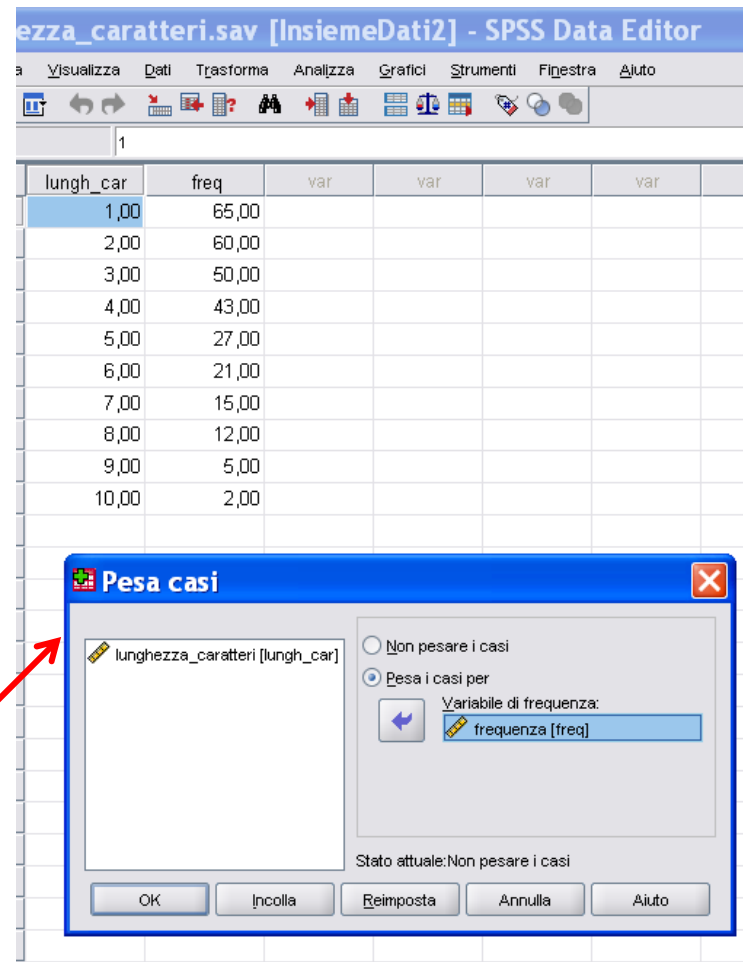 ezza_caratteri.sav [InsiemeDati2] - SPSS Data Editor
a Visualizza Dati Trasforma Analizza Grafici Strumenti Finestra Aiuto
1
lungh_car freq var var var var
1,00 65,00
2,00 60,00
3,00 50,00
4,00 43,00
5,00 27,00
6,00 21,00
7,00 15,00
8,00 12,00
9,00 5,00
10,00 2,00
Pesa casi
lunghezza_caratteri [lungh_car]
Non pesare i casi
Pesa i casi per
Variabile di frequenza:
frequenza [freq]
Stato attuale:Non pesare i casi
OK Incolla Reimposta Annulla Aiuto